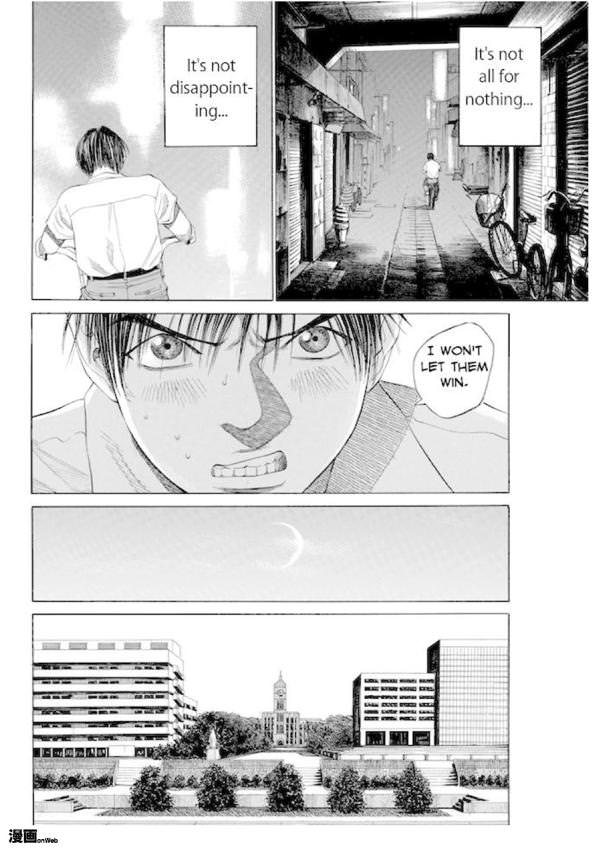 It's not
all for
nothing...
It's not
disappoint-
ing...
I WON'T
LET THEM
WIN.
漫画onWeb